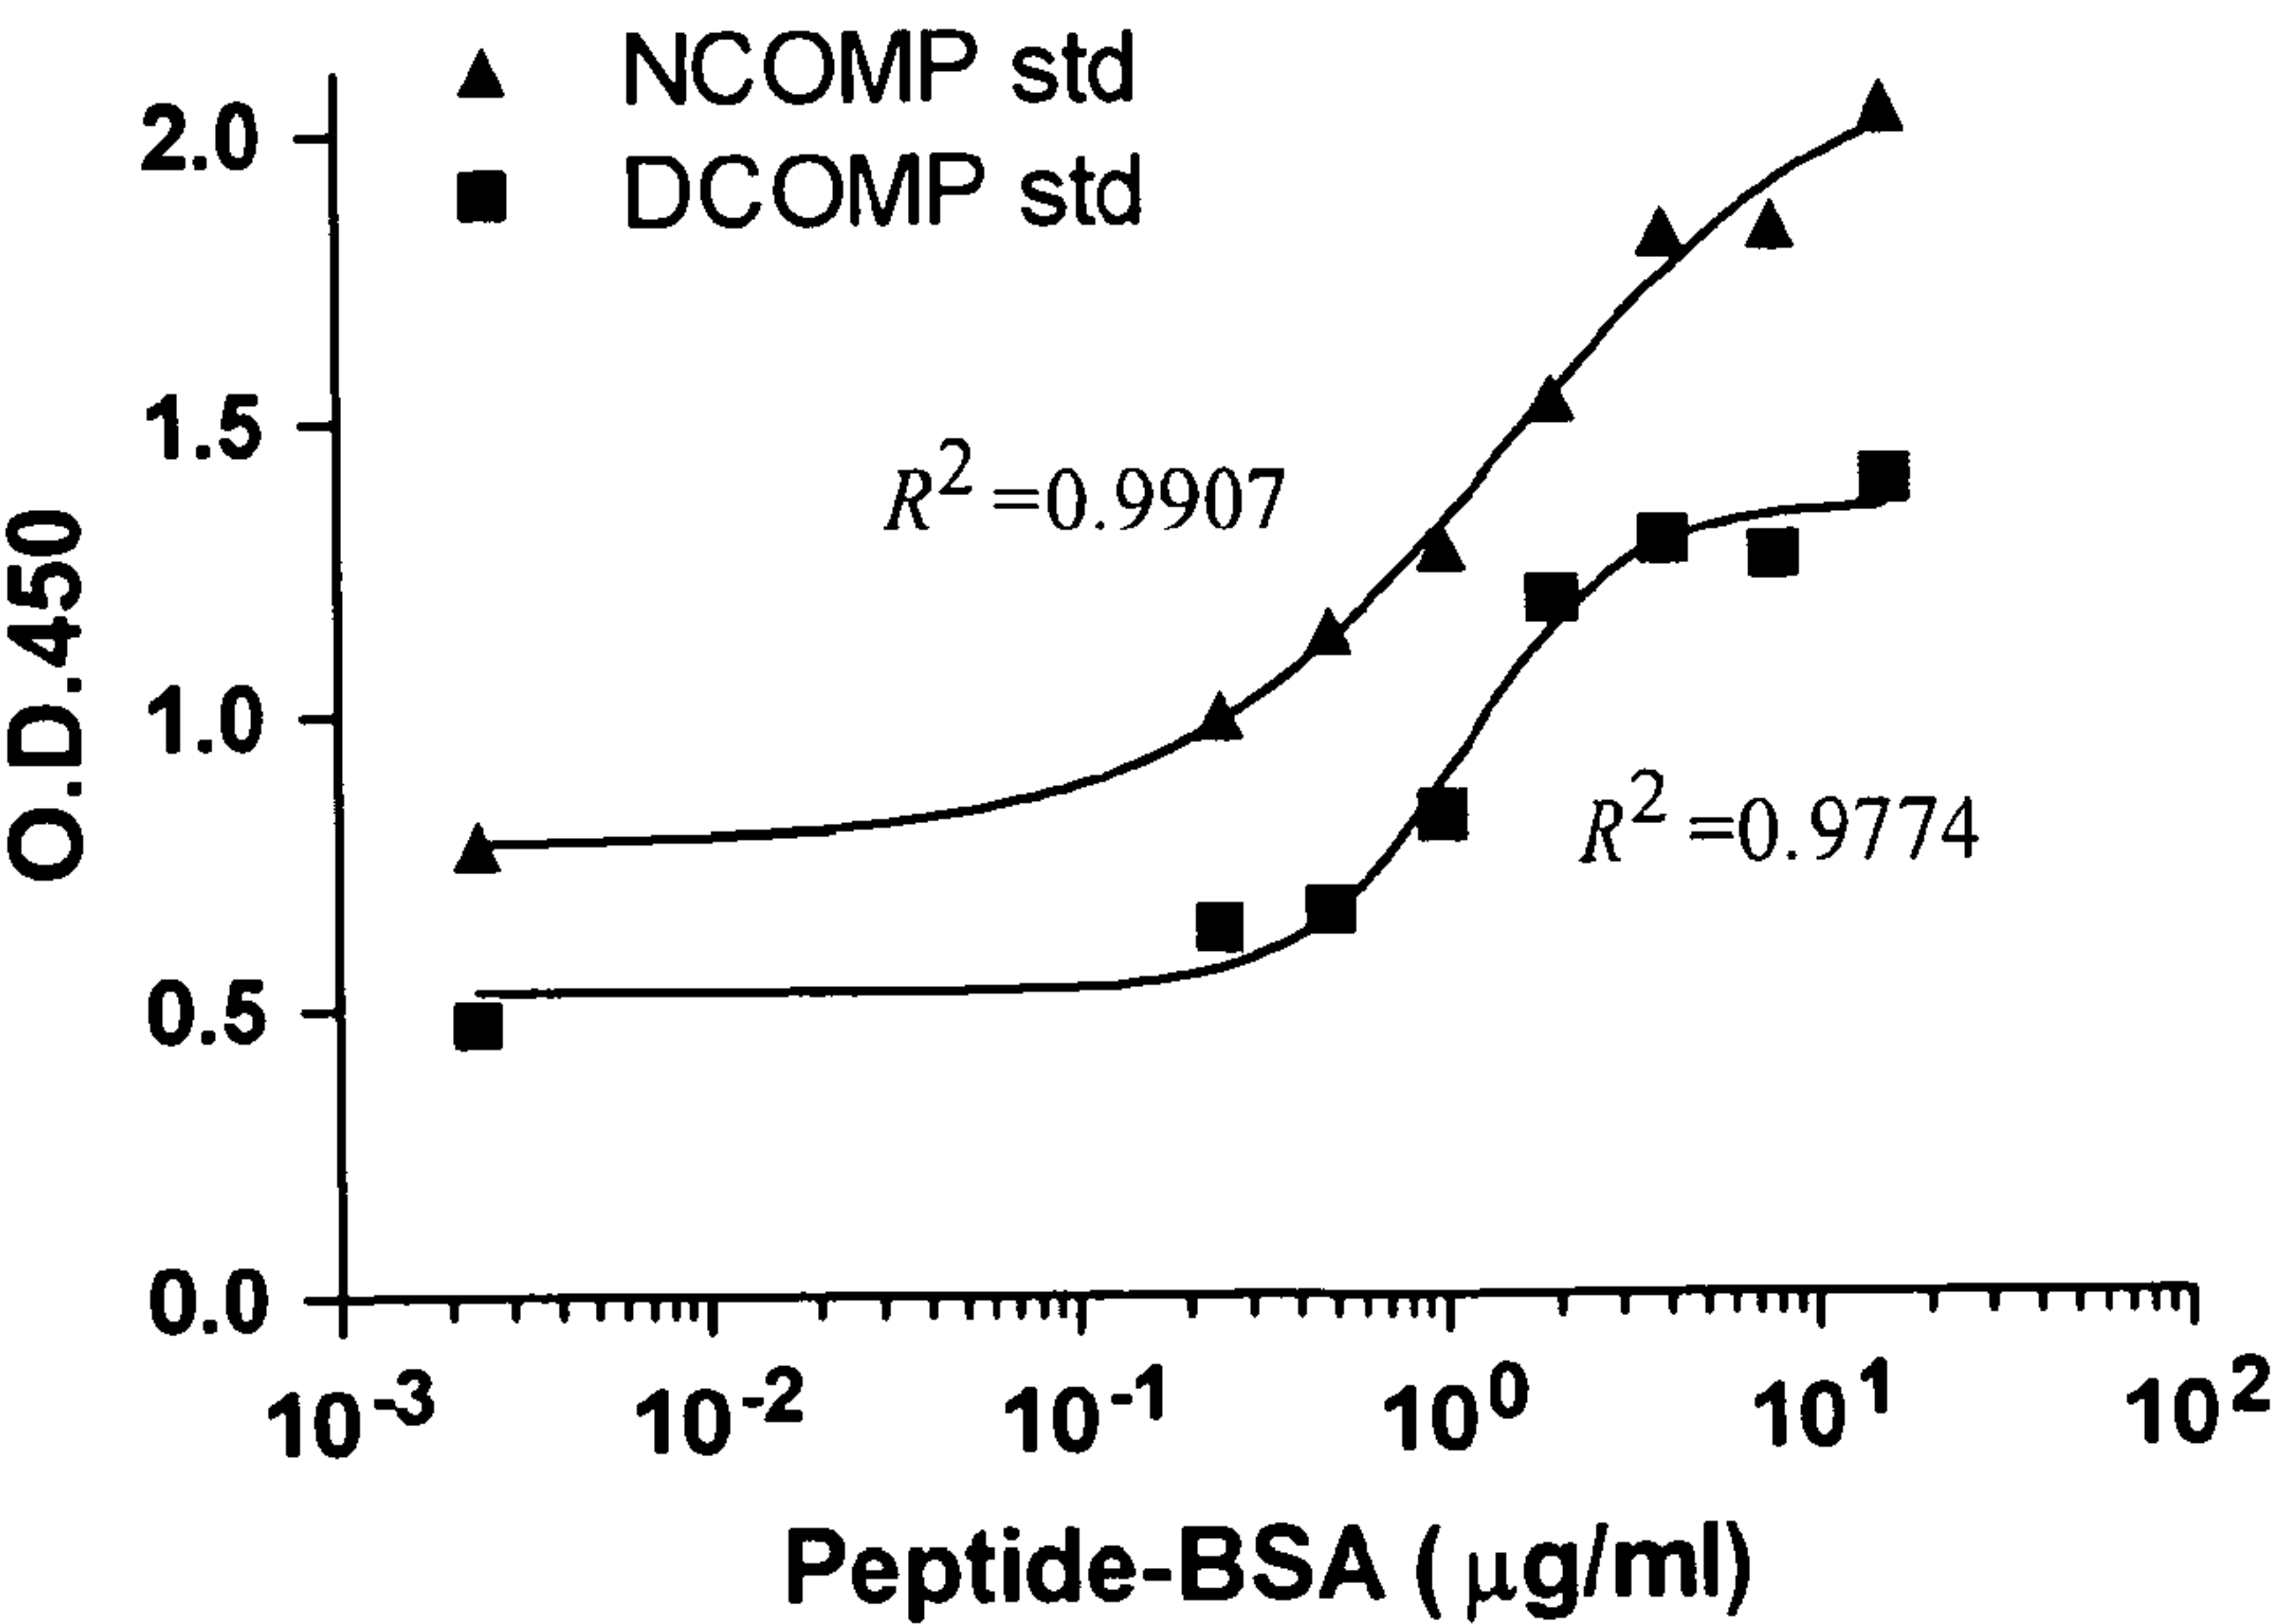 NCOMP std
DCOMP std
2.0
1.5
1.0
0.5
0.0
O.D.450
R² =0.9907
R² =0.9774
10⁻³ 10⁻² 10⁻¹ 10⁰ 10¹ 10²
Peptide-BSA (μg/ml)